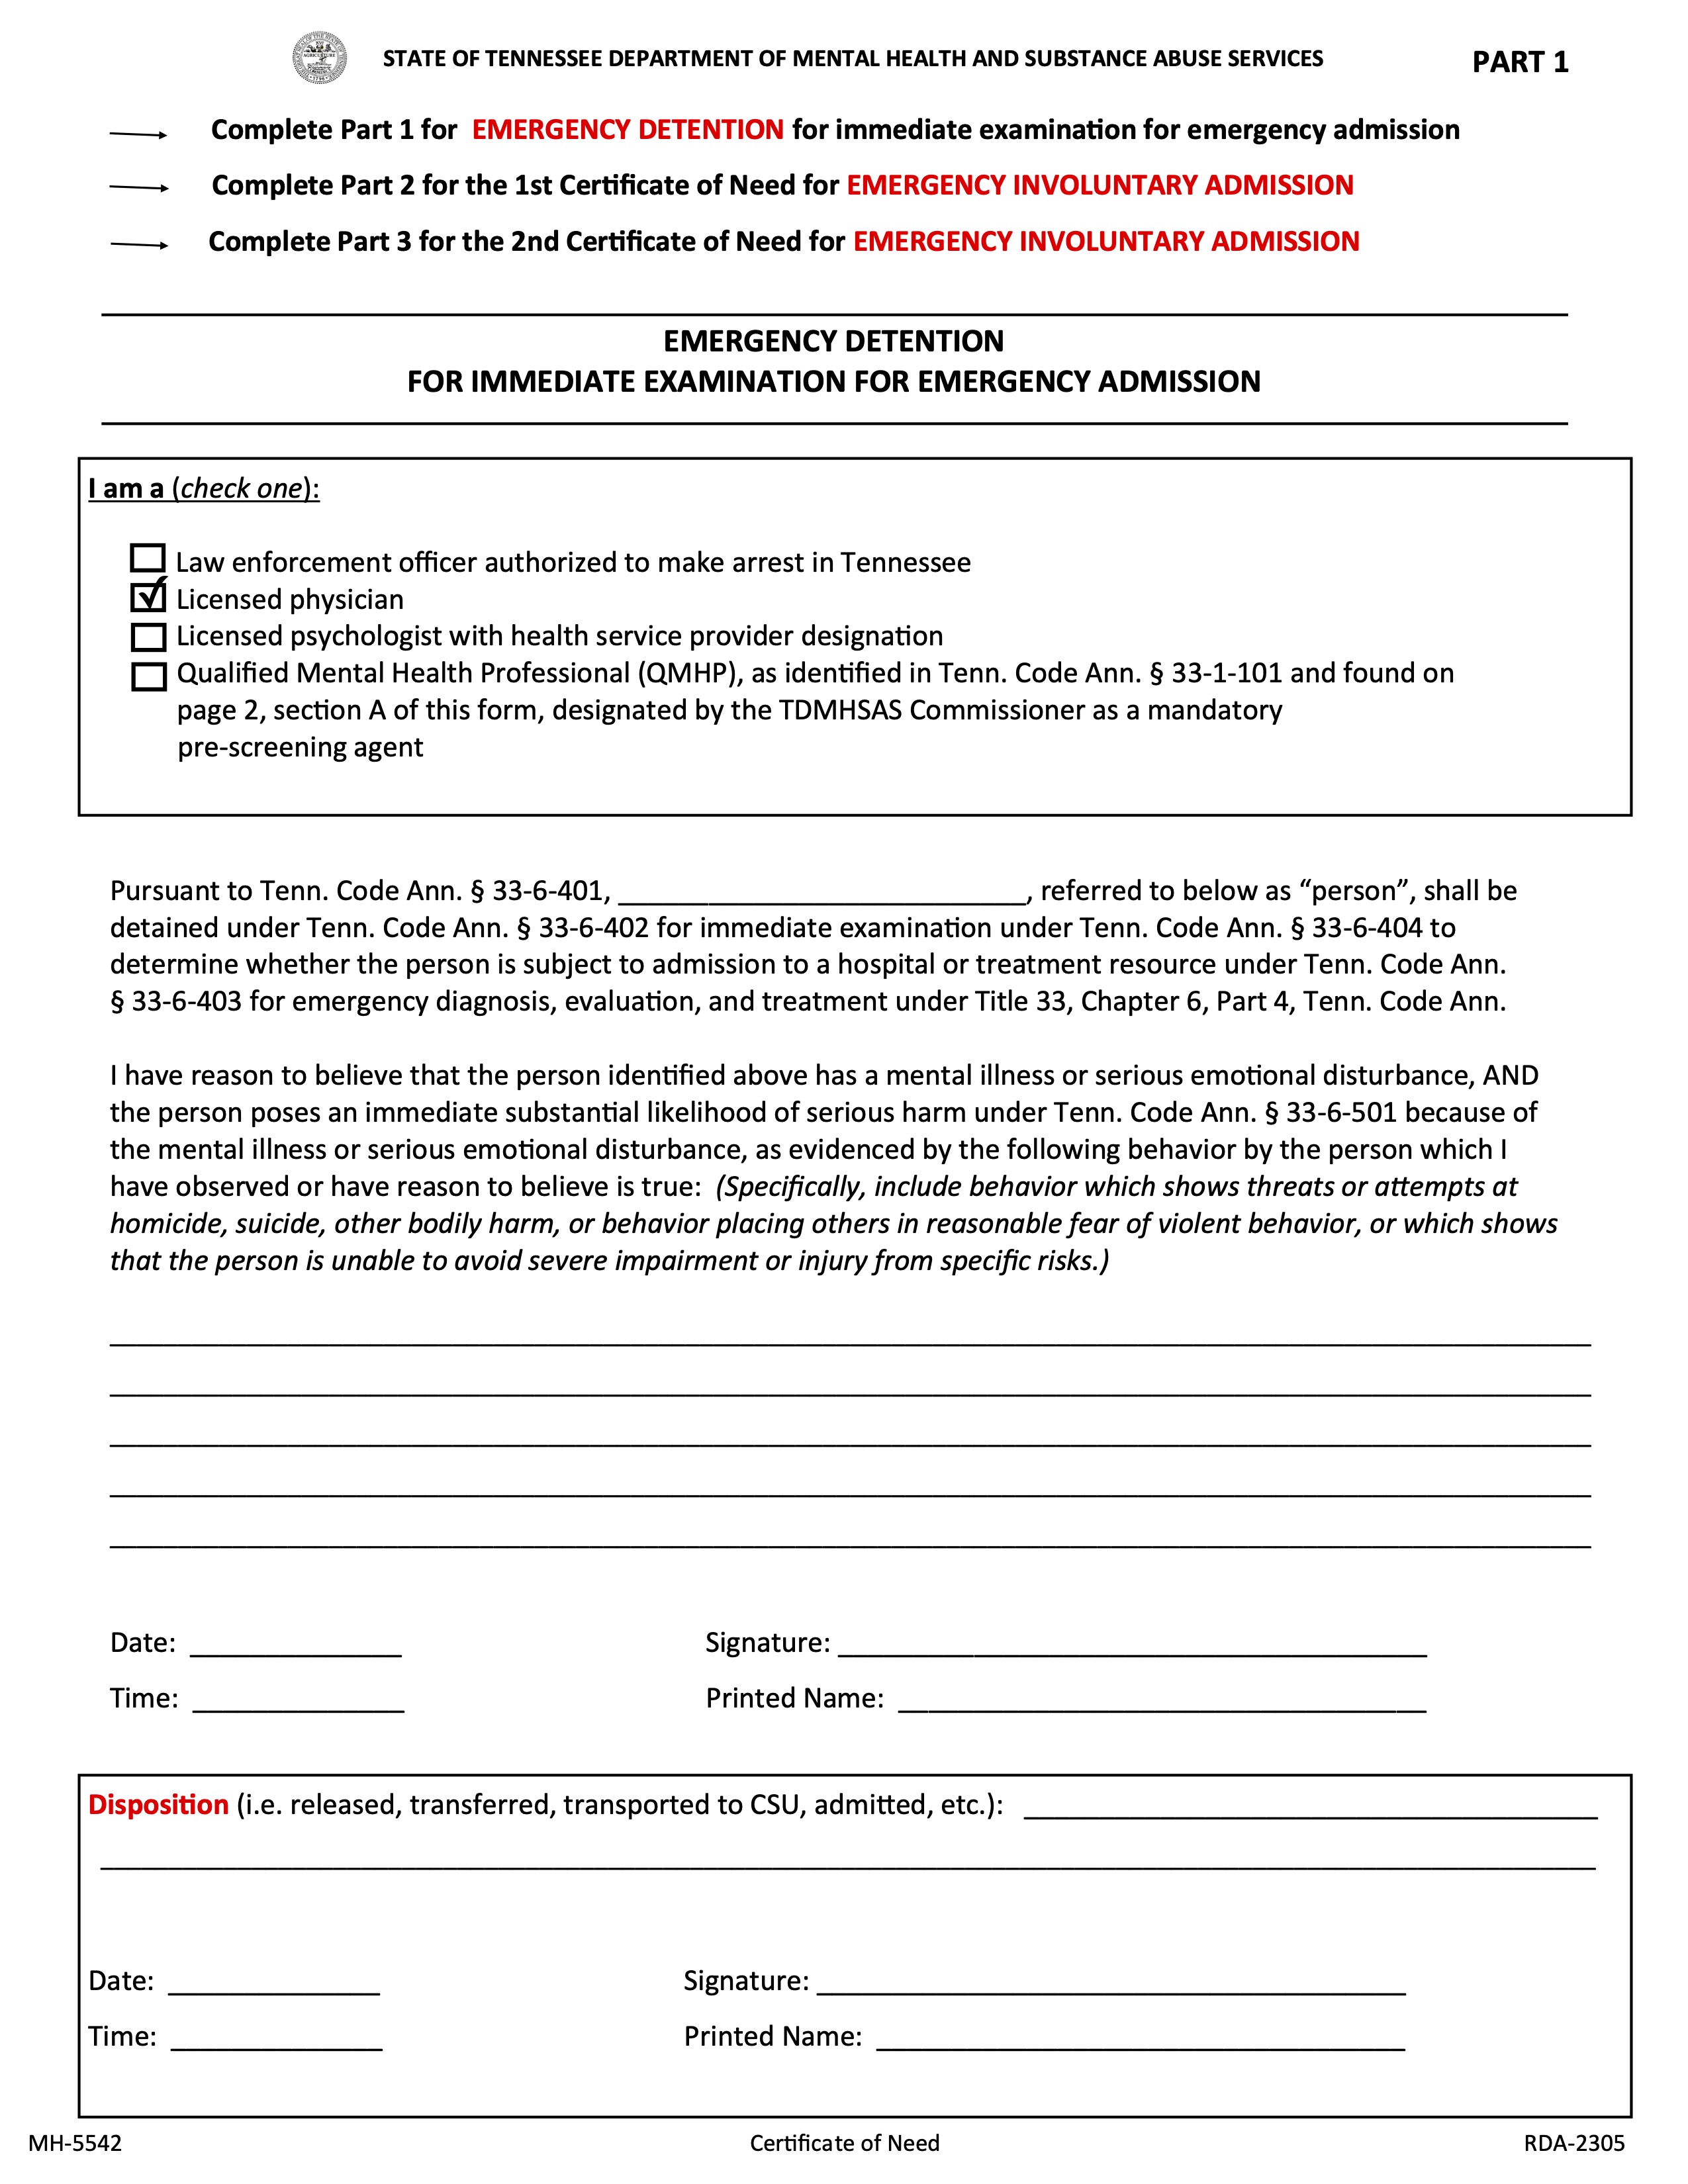 STATE OF TENNESSEE DEPARTMENT OF MENTAL HEALTH AND SUBSTANCE ABUSE SERVICES PART 1
Complete Part 1 for EMERGENCY DETENTION for immediate examination for emergency admission
Complete Part 2 for the 1st Certificate of Need for EMERGENCY INVOLUNTARY ADMISSION
Complete Part 3 for the 2nd Certificate of Need for EMERGENCY INVOLUNTARY ADMISSION
EMERGENCY DETENTION
FOR IMMEDIATE EXAMINATION FOR EMERGENCY ADMISSION
I am a (check one):
Law enforcement officer authorized to make arrest in Tennessee
Licensed physician
Licensed psychologist with health service provider designation
Qualified Mental Health Professional (QMHP), as identified in Tenn. Code Ann. § 33-1-101 and found on
page 2, section A of this form, designated by the TDMHSAS Commissioner as a mandatory
pre-screening agent
Pursuant to Tenn. Code Ann. § 33-6-401, ____________________________, referred to below as “person”, shall be
detained under Tenn. Code Ann. § 33-6-402 for immediate examination under Tenn. Code Ann. § 33-6-404 to
determine whether the person is subject to admission to a hospital or treatment resource under Tenn. Code Ann.
§ 33-6-403 for emergency diagnosis, evaluation, and treatment under Title 33, Chapter 6, Part 4, Tenn. Code Ann.
I have reason to believe that the person identified above has a mental illness or serious emotional disturbance, AND
the person poses an immediate substantial likelihood of serious harm under Tenn. Code Ann. § 33-6-501 because of
the mental illness or serious emotional disturbance, as evidenced by the following behavior by the person which I
have observed or have reason to believe is true: (Specifically, include behavior which shows threats or attempts at
homicide, suicide, other bodily harm, or behavior placing others in reasonable fear of violent behavior, or which shows
that the person is unable to avoid severe impairment or injury from specific risks.)
Date: ______________ Signature: ______________________________
Time: ______________ Printed Name: ______________________________
Disposition (i.e. released, transferred, transported to CSU, admitted, etc.): ______________________________
Date: ______________ Signature: ______________________________
Time: ______________ Printed Name: ______________________________
MH-5542 Certificate of Need RDA-2305